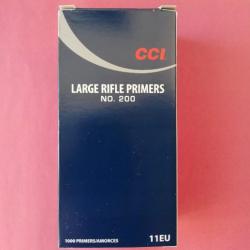 CCI
LARGE RIFLE PRIMERS
NO. 200
1000 PRIMERS/AMORCES
11EU